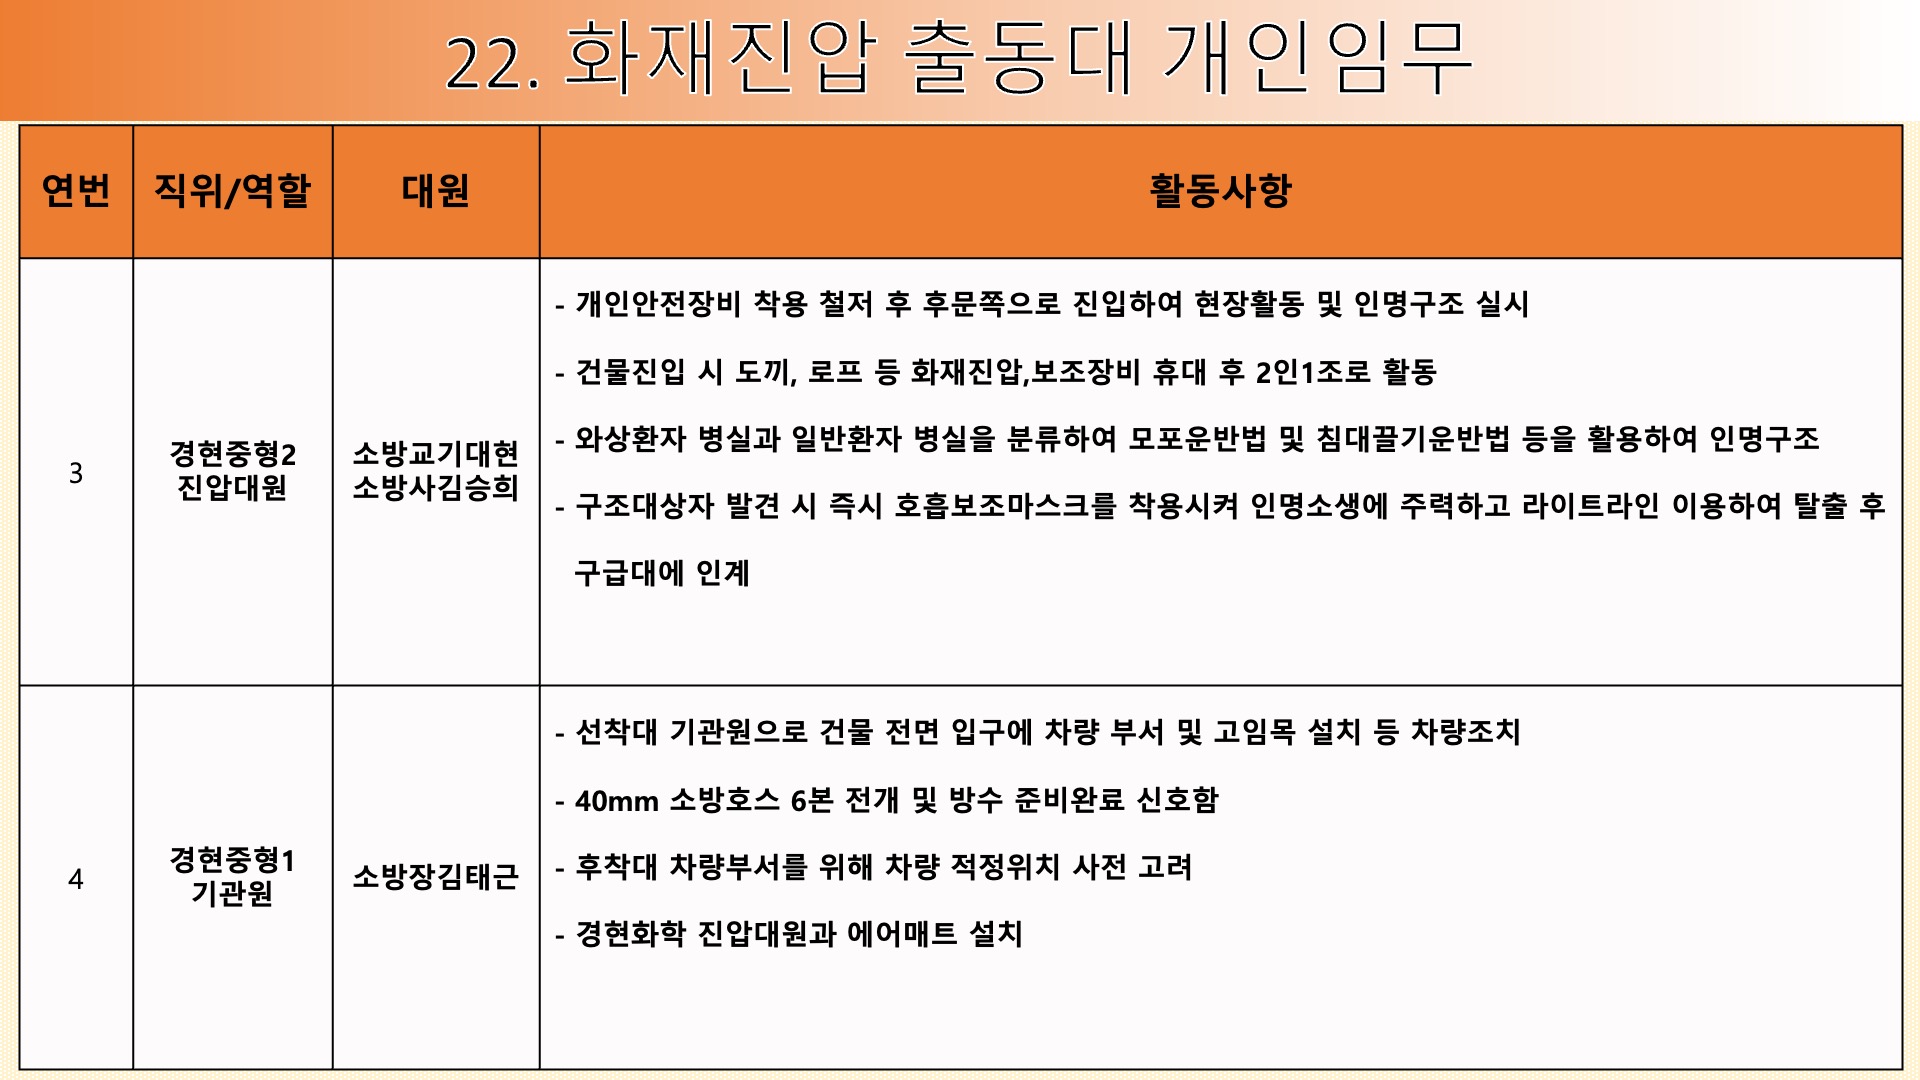 22. 화재진압 출동대 개인임무
연번 직위/역할 대원 활동사항
3
경현중형2
진압대원
소방교기대현
소방사김승희
- 개인안전장비 착용 철저 후 후문쪽으로 진입하여 현장활동 및 인명구조 실시
- 건물진입 시 도끼, 로프 등 화재진압,보조장비 휴대 후 2인1조로 활동
- 와상환자 병실과 일반환자 병실을 분류하여 모포운반법 및 침대끌기운반법 등을 활용하여 인명구조
- 구조대상자 발견 시 즉시 호흡보조마스크를 착용시켜 인명소생에 주력하고 라이트라인 이용하여 탈출 후
구급대에 인계
4
경현중형1
기관원
소방장김태근
- 선착대 기관원으로 건물 전면 입구에 차량 부서 및 고임목 설치 등 차량조치
- 40mm 소방호스 6본 전개 및 방수 준비완료 신호함
- 후착대 차량부서를 위해 차량 적정위치 사전 고려
- 경현화학 진압대원과 에어매트 설치